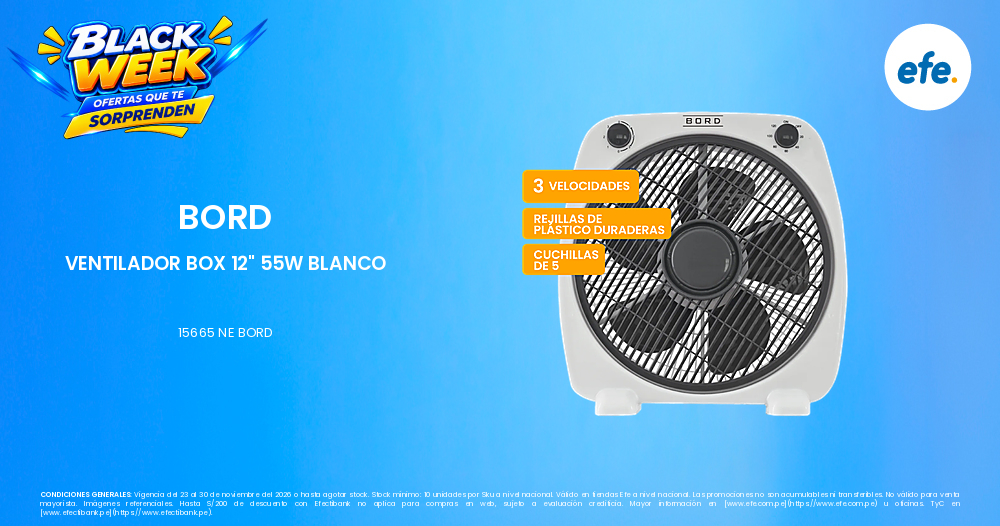 BLACK
WEEK
OFERTAS QUE TE
SORPRENDEN
efe.
BORD
3 VELOCIDADES
REJILLAS DE
PLÁSTICO DURADERAS
CUCHILLAS
DE 5
BORD
VENTILADOR BOX 12" 55W BLANCO
15665 NE BORD
CONDICIONES GENERALES: Vigencia del 23 al 30 de noviembre del 2026 o hasta agotar stock. Stock mínimo: 10 unidades por Sku a nivel nacional. Válido en tiendas Efe a nivel nacional. Las promociones no son acumulables ni transferibles. No válido para venta
mayorista. Imágenes referenciales. Hasta S/200 de descuento con Efectibank no aplica para compras en web, sujeto a evaluación crediticia. Mayor información en [www.efe.com.pe](https://www.efe.com.pe) u oficinas. TyC en
[www.efectibank.pe](https://www.efectibank.pe).